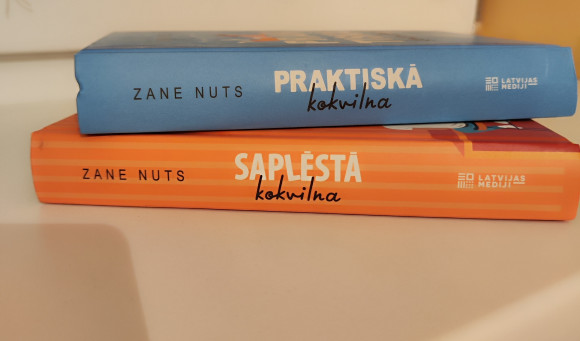 ZANE NUTS
PRAKTISKĀ
kokvilna
LATVIJAS
MEDIJI
ZANE NUTS
SAPLĒSTĀ
kokvilna
LATVIJAS
MEDIJI